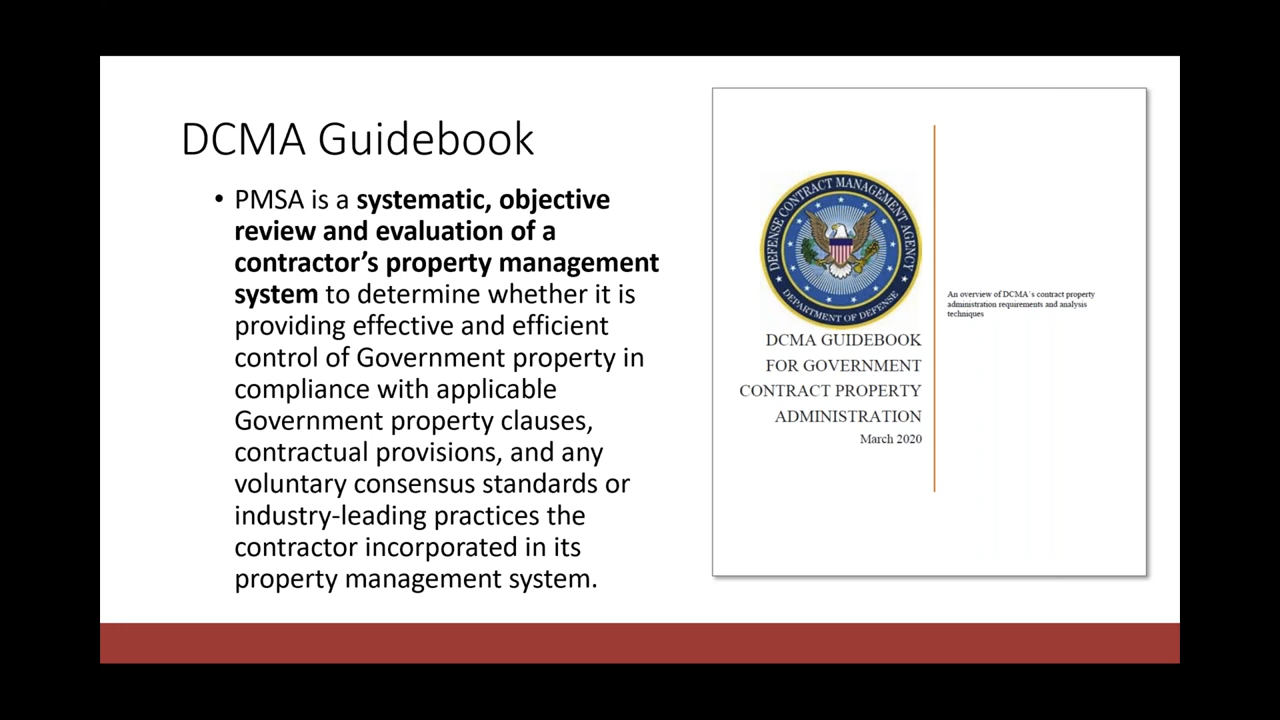 DCMA Guidebook
• PMSA is a systematic, objective
review and evaluation of a
contractor’s property management
system to determine whether it is
providing effective and efficient
control of Government property in
compliance with applicable
Government property clauses,
contractual provisions, and any
voluntary consensus standards or
industry-leading practices the
contractor incorporated in its
property management system.
DEFENSE CONTRACT MANAGEMENT AGENCY
DEPARTMENT OF DEFENSE
DCMA GUIDEBOOK
FOR GOVERNMENT
CONTRACT PROPERTY
ADMINISTRATION
March 2020
An overview of DCMA´s contract property
administration requirements and analysis
techniques